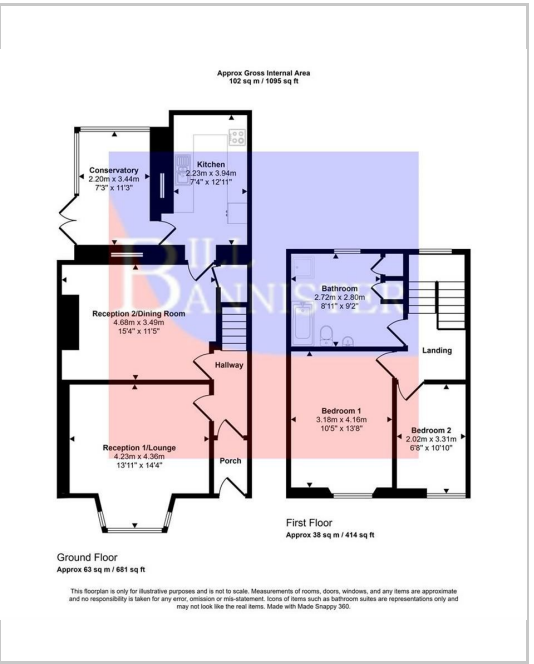 Approx Gross Internal Area
102 sq m / 1095 sq ft
Conservatory
2.20m x 3.44m
7'3" x 11'3"
Kitchen
2.23m x 3.94m
7'4" x 12'11"
BILL
BANNISTER
Reception 2/Dining Room
4.68m x 3.49m
15'4" x 11'5"
Hallway
Reception 1/Lounge
4.23m x 4.36m
13'11" x 14'4"
Porch
Bathroom
2.72m x 2.80m
8'11" x 9'2"
Landing
Bedroom 1
3.18m x 4.16m
10'5" x 13'8"
Bedroom 2
2.02m x 3.31m
6'8" x 10'10"
Ground Floor
Approx 63 sq m / 681 sq ft
First Floor
Approx 38 sq m / 414 sq ft
This floorplan is only for illustrative purposes and is not to scale. Measurements of rooms, doors, windows, and any items are approximate
and no responsibility is taken for any error, omission or mis-statement. Icons of items such as bathroom suites are representations only and
may not look like the real items. Made with Made Snappy 360.